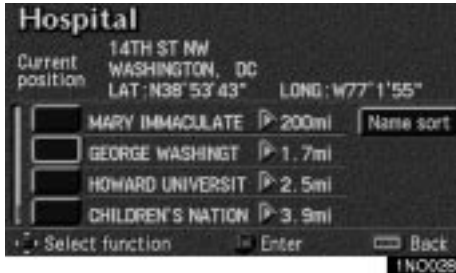 Hospital
Current position
14TH ST NW
WASHINGTON, DC
LAT:N38°53'43" LONG:W77°1'55"
MARY IMMACULATE 200mi Name sort
GEORGE WASHINGT 1.7mi
HOWARD UNIVERSIT 2.5mi
CHILDREN'S NATION 3.9mi
Select function Enter Back
1NO028